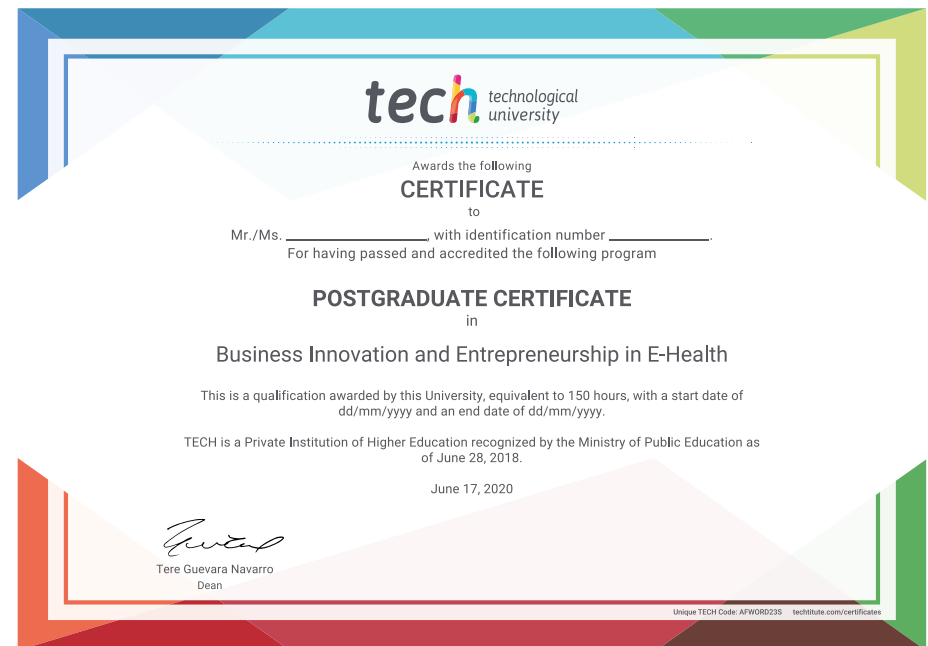 tech technological
university
Awards the following
CERTIFICATE
to
Mr./Ms. ____________________, with identification number ______________.
For having passed and accredited the following program
POSTGRADUATE CERTIFICATE
in
Business Innovation and Entrepreneurship in E-Health
This is a qualification awarded by this University, equivalent to 150 hours, with a start date of
dd/mm/yyyy and an end date of dd/mm/yyyy.
TECH is a Private Institution of Higher Education recognized by the Ministry of Public Education as
of June 28, 2018.
June 17, 2020
Tere Guevara Navarro
Dean
Unique TECH Code: AFWORD23S techtitute.com/certificates